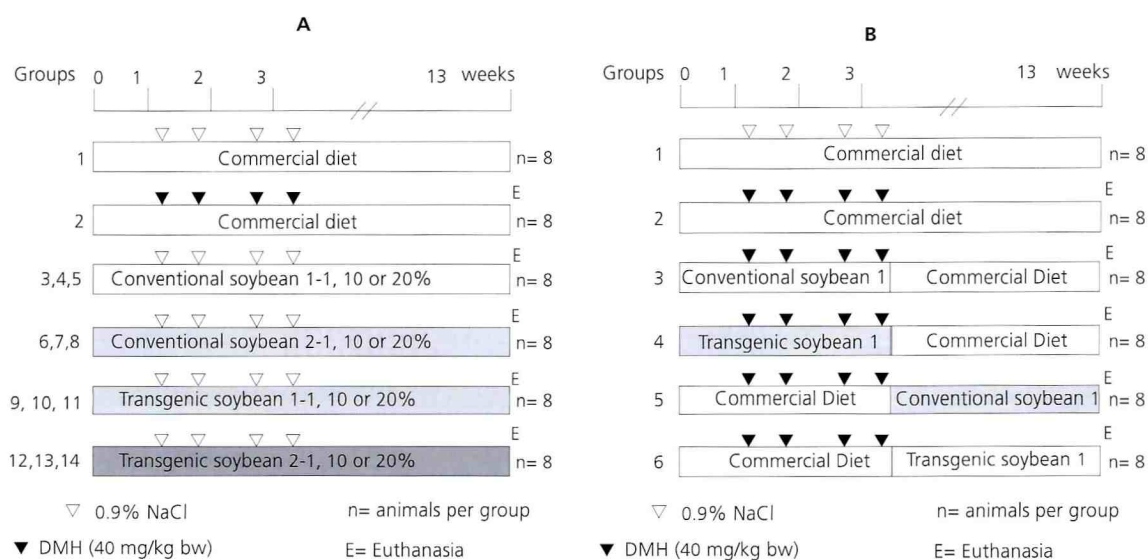 A
Groups 0 1 2 3 13 weeks
1 Commercial diet n= 8
E
2 Commercial diet n= 8
E
3,4,5 Conventional soybean 1-1, 10 or 20% n= 8
E
6,7,8 Conventional soybean 2-1, 10 or 20% n= 8
E
9, 10, 11 Transgenic soybean 1-1, 10 or 20% n= 8
E
12,13,14 Transgenic soybean 2-1, 10 or 20% n= 8
▽ 0.9% NaCl n= animals per group
▼ DMH (40 mg/kg bw) E= Euthanasia
B
Groups 0 1 2 3 13 weeks
1 Commercial diet n= 8
E
2 Commercial diet n= 8
E
3 Conventional soybean 1 Commercial Diet n= 8
E
4 Transgenic soybean 1 Commercial Diet n= 8
E
5 Commercial Diet Conventional soybean 1 n= 8
E
6 Commercial Diet Transgenic soybean 1 n= 8
▽ 0.9% NaCl n= animals per group
▼ DMH (40 mg/kg bw) E= Euthanasia